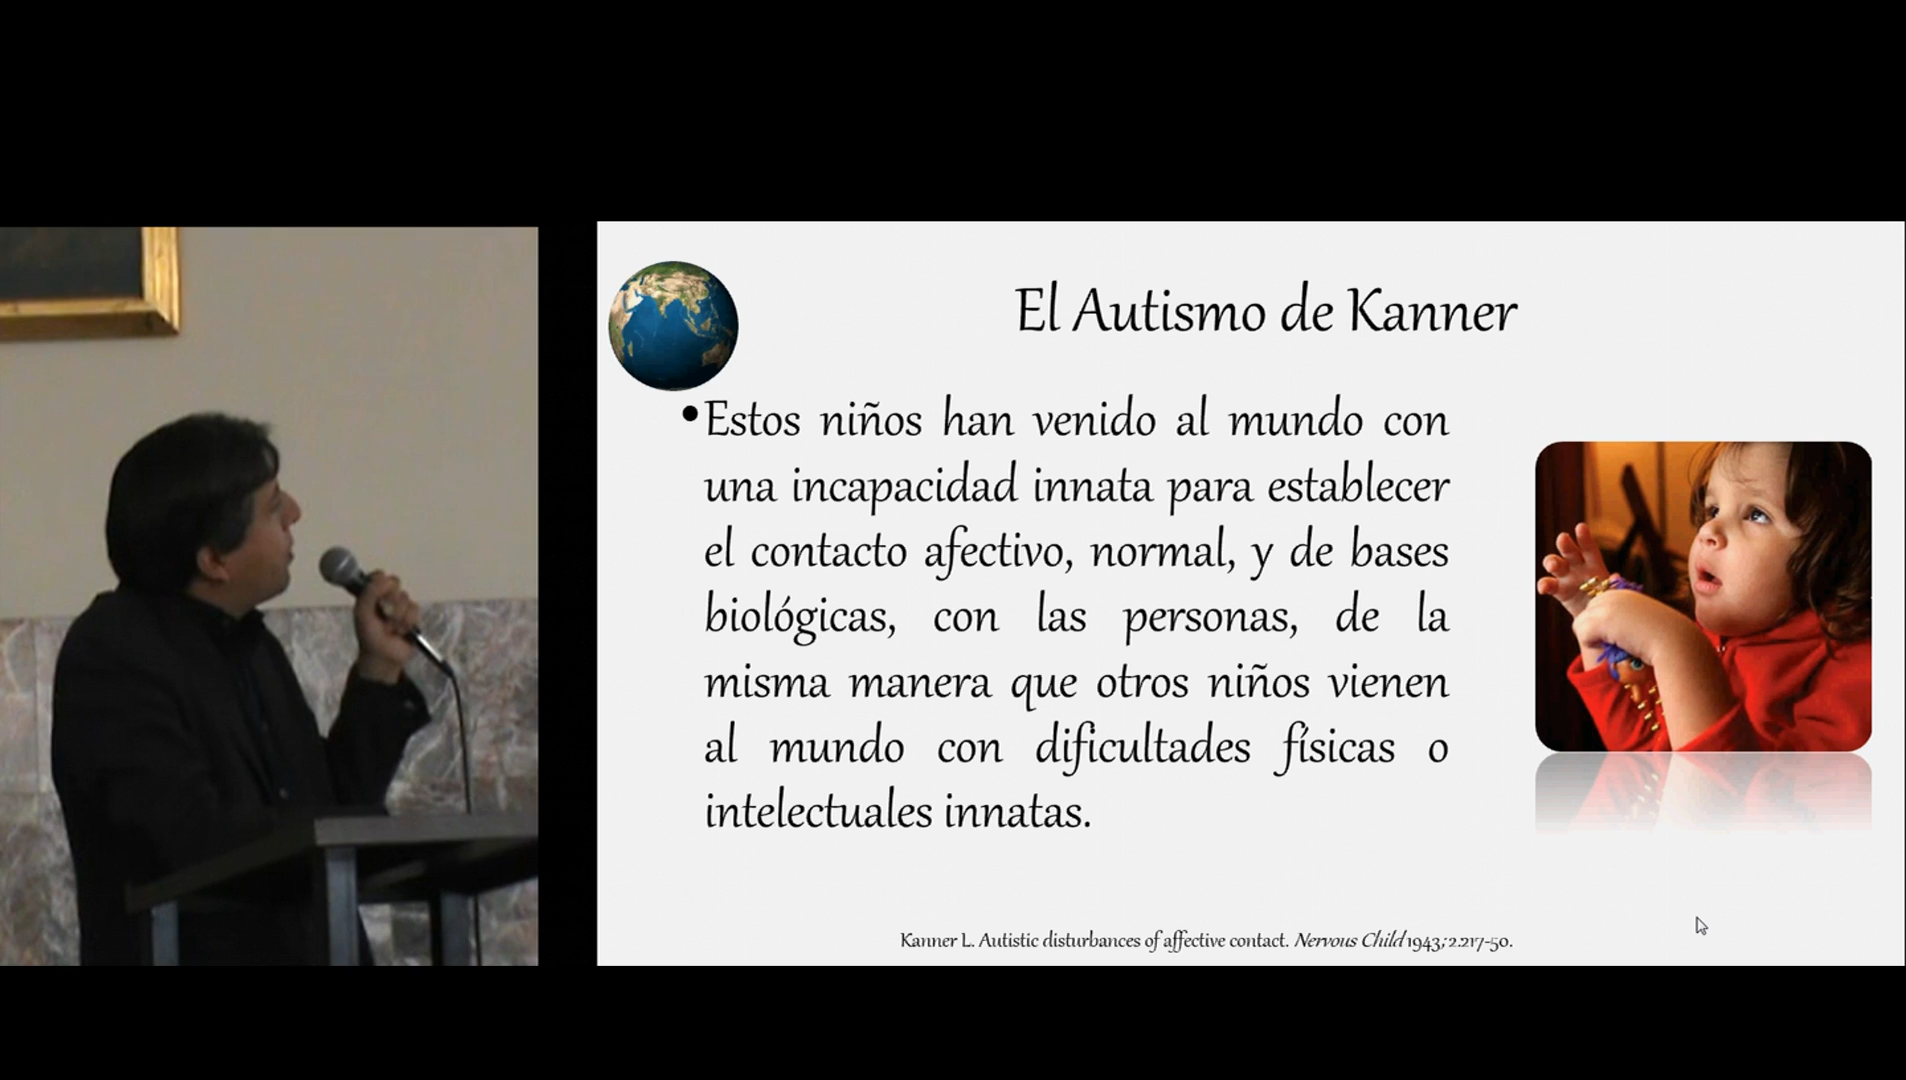 El Autismo de Kanner
•Estos niños han venido al mundo con
una incapacidad innata para establecer
el contacto afectivo, normal, y de bases
biológicas, con las personas, de la
misma manera que otros niños vienen
al mundo con dificultades físicas o
intelectuales innatas.
Kanner L. Autistic disturbances of affective contact. Nervous Child 1943;2.217-50.